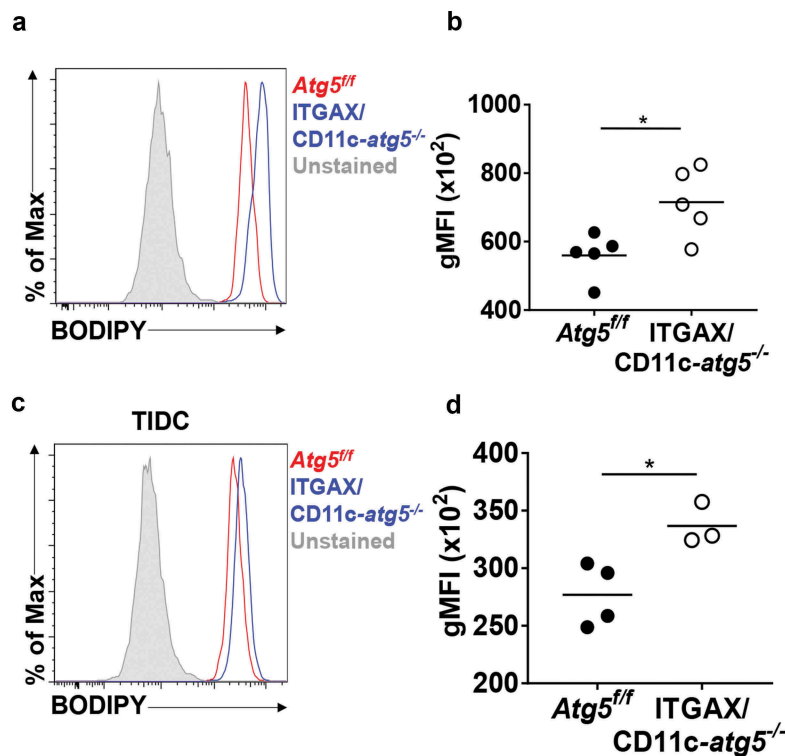 a
% of Max
BODIPY
Atg5f/f
ITGAX/
CD11c-atg5-/-
Unstained
b
gMFI (x10²)
1000
800
600
400
*
Atg5f/f
ITGAX/
CD11c-atg5-/-
c
TIDC
% of Max
BODIPY
Atg5f/f
ITGAX/
CD11c-atg5-/-
Unstained
d
gMFI (x10²)
400
350
300
250
200
*
Atg5f/f
ITGAX/
CD11c-atg5-/-